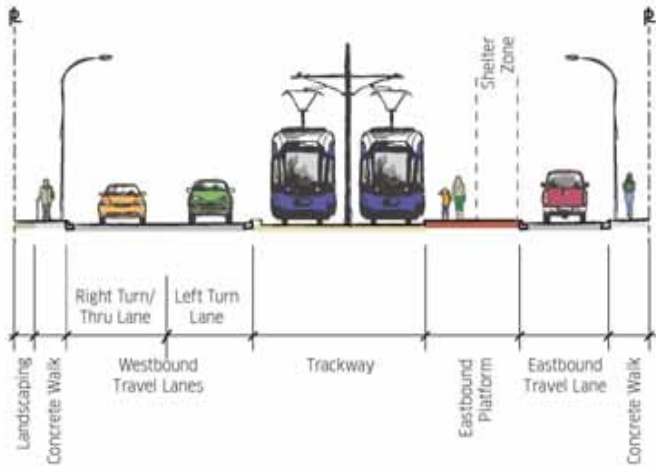 Shelter
Zone
Right Turn/
Thru Lane
Left Turn
Lane
Landscaping
Concrete Walk
Westbound
Travel Lanes
Trackway
Eastbound
Platform
Eastbound
Travel Lane
Concrete Walk